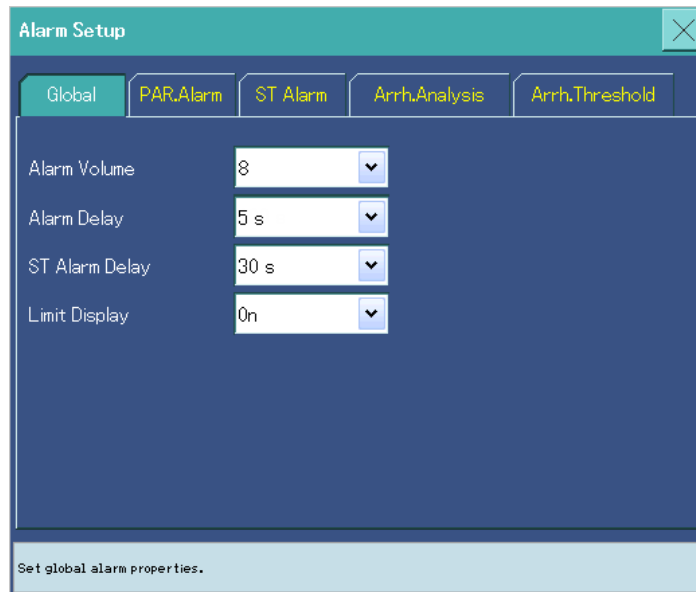 Alarm Setup
Global PAR.Alarm ST Alarm Arrh.Analysis Arrh.Threshold
Alarm Volume 8
Alarm Delay 5 s
ST Alarm Delay 30 s
Limit Display On
Set global alarm properties.